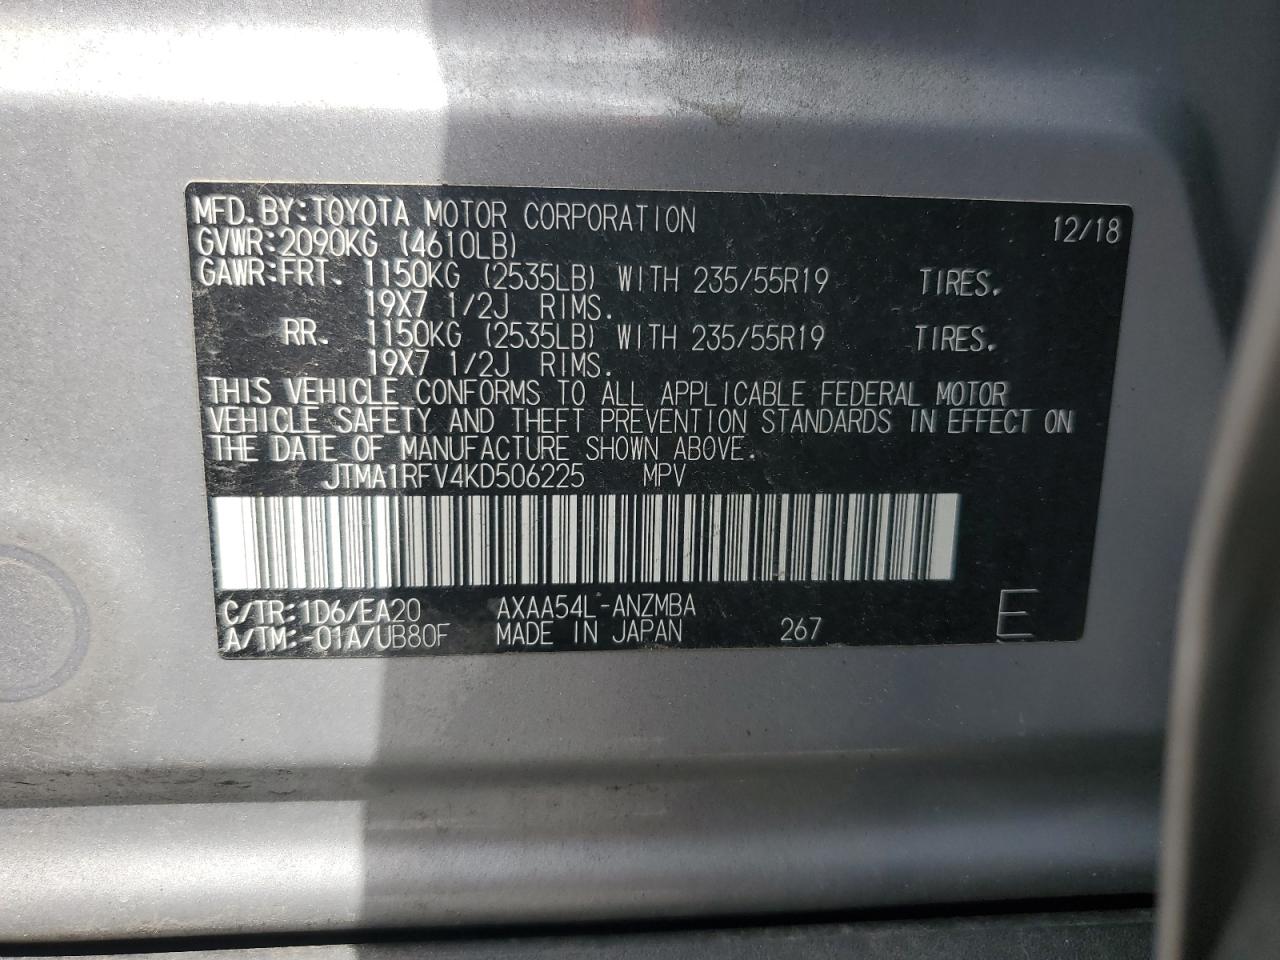 MFD. BY: TOYOTA MOTOR CORPORATION 12/18
GVWR: 2090KG (4610LB)
GAWR: FRT. 1150KG (2535LB) WITH 235/55R19 TIRES.
19X7 1/2J RIMS.
RR. 1150KG (2535LB) WITH 235/55R19 TIRES.
19X7 1/2J RIMS.
THIS VEHICLE CONFORMS TO ALL APPLICABLE FEDERAL MOTOR
VEHICLE SAFETY AND THEFT PREVENTION STANDARDS IN EFFECT ON
THE DATE OF MANUFACTURE SHOWN ABOVE.
JTMA1RFV4KD506225 MPV
C/TR: 1D6/EA20 AXAA54L-ANZMBA
A/TM: -01A/UB80F MADE IN JAPAN 267 E